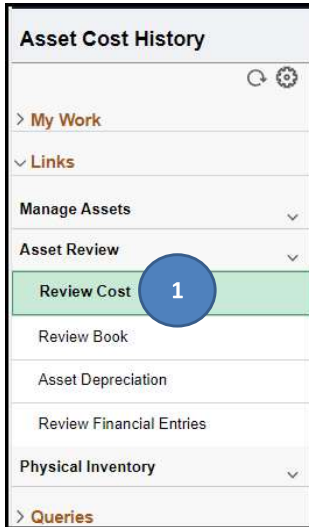 Asset Cost History
My Work
Links
Manage Assets
Asset Review
Review Cost 1
Review Book
Asset Depreciation
Review Financial Entries
Physical Inventory
Queries